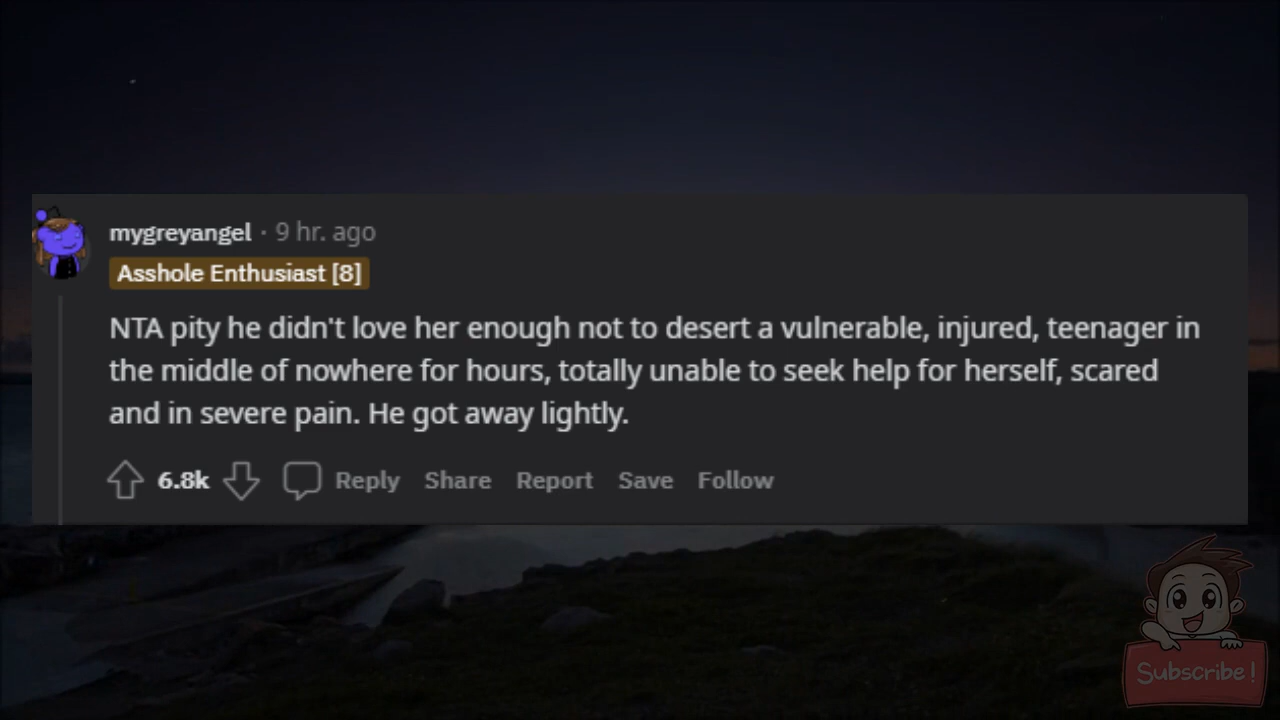 mygreyangel · 9 hr. ago
Asshole Enthusiast [8]
NTA pity he didn't love her enough not to desert a vulnerable, injured, teenager in
the middle of nowhere for hours, totally unable to seek help for herself, scared
and in severe pain. He got away lightly.
6.8k Reply Share Report Save Follow
Subscribe!